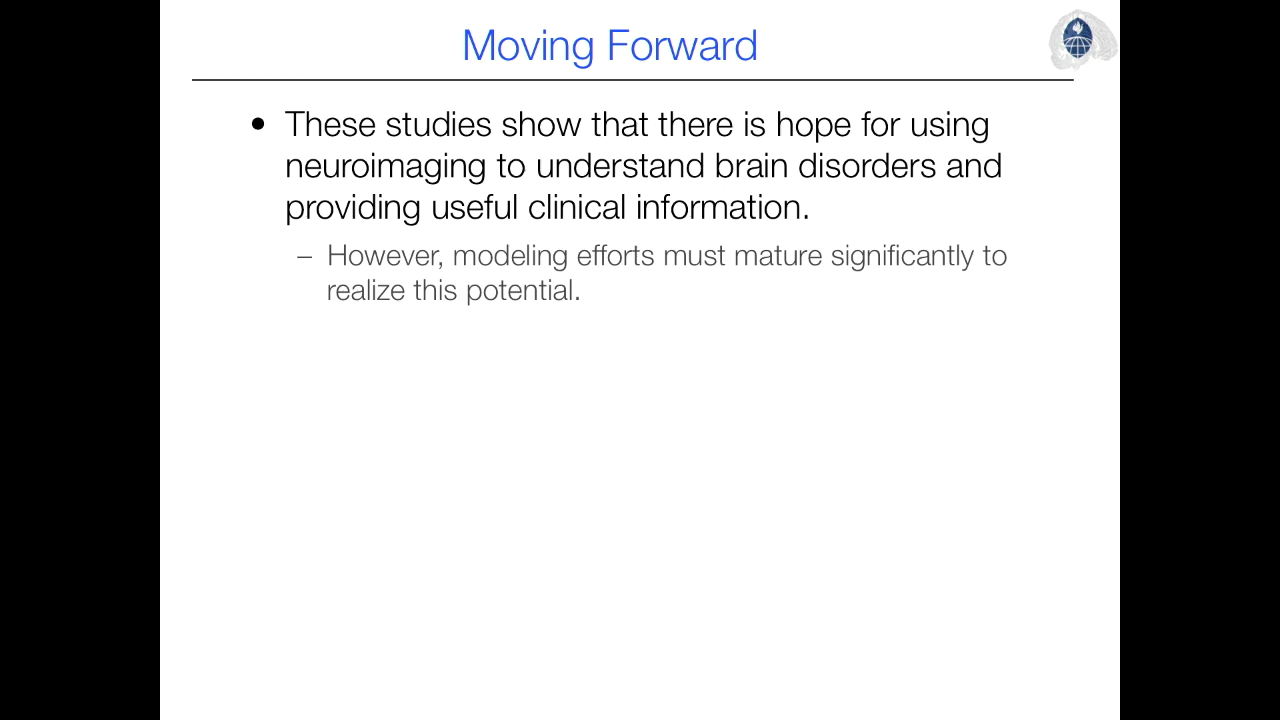 Moving Forward
• These studies show that there is hope for using
neuroimaging to understand brain disorders and
providing useful clinical information.
– However, modeling efforts must mature significantly to
realize this potential.